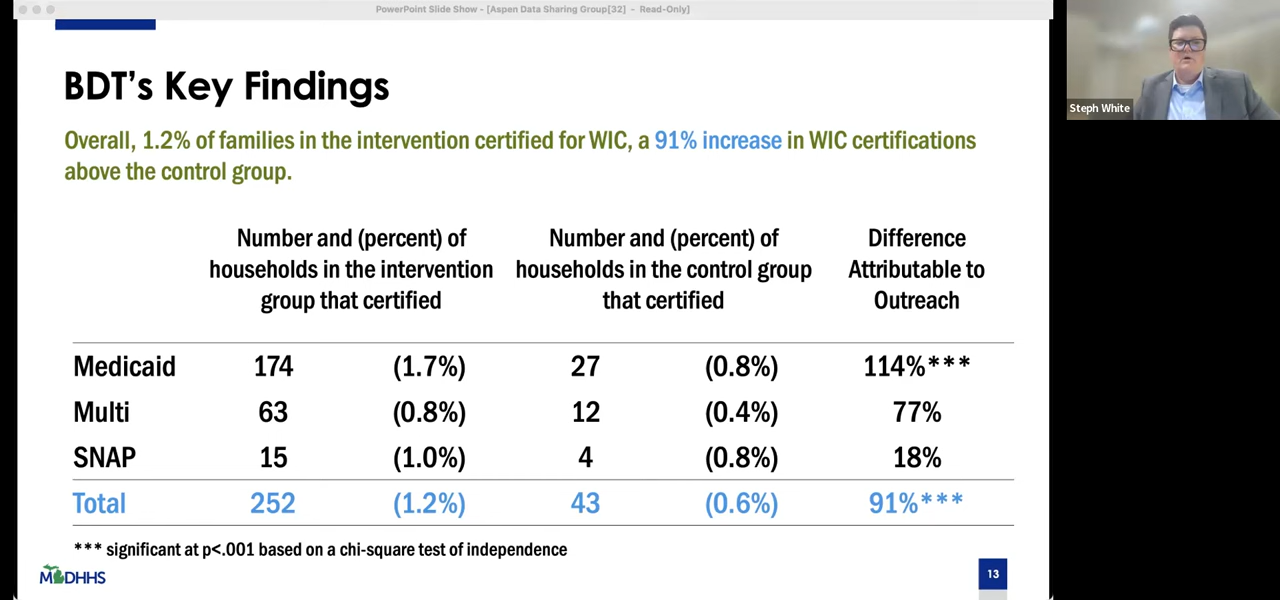 PowerPoint Slide Show - [Aspen Data Sharing Group[32] - Read-Only]
BDT's Key Findings
Overall, 1.2% of families in the intervention certified for WIC, a 91% increase in WIC certifications
above the control group.
Number and (percent) of
households in the intervention
group that certified
Number and (percent) of
households in the control group
that certified
Difference
Attributable to
Outreach
Medicaid 174 (1.7%) 27 (0.8%) 114%***
Multi 63 (0.8%) 12 (0.4%) 77%
SNAP 15 (1.0%) 4 (0.8%) 18%
Total 252 (1.2%) 43 (0.6%) 91%***
*** significant at p<.001 based on a chi-square test of independence
MDHHS
13
Steph White